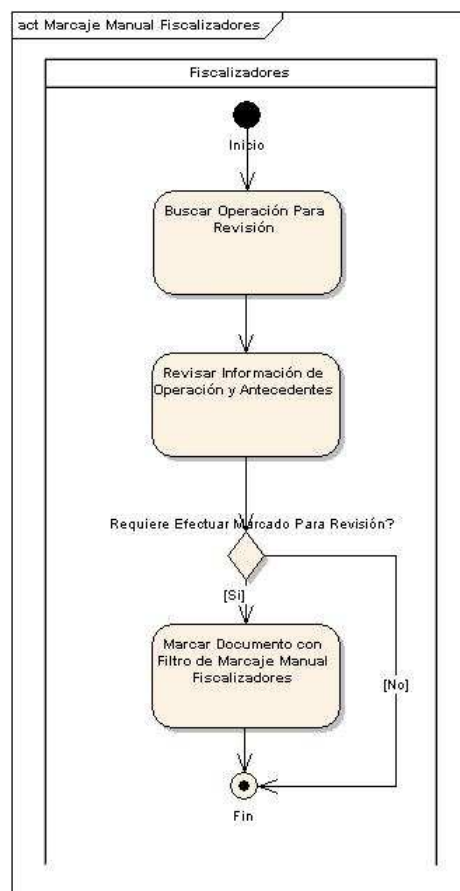 act Marcaje Manual Fiscalizadores
Fiscalizadores
Inicio
Buscar Operación Para
Revisión
Revisar Información de
Operación y Antecedentes
Requiere Efectuar Marcado Para Revisión?
[Si]
Marcar Documento con
Filtro de Marcaje Manual
Fiscalizadores
[No]
Fin